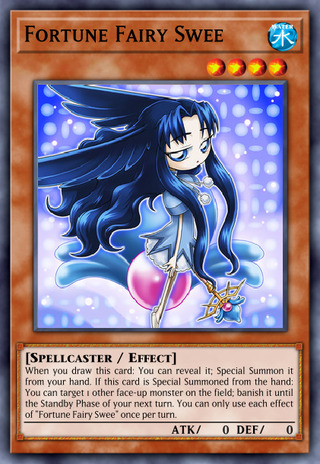 Fortune Fairy Swee
WATER
水
[Spellcaster / Effect]
When you draw this card: You can reveal it; Special Summon it
from your hand. If this card is Special Summoned from the hand:
You can target 1 other face-up monster on the field; banish it until
the Standby Phase of your next turn. You can only use each effect
of "Fortune Fairy Swee" once per turn.
ATK/ 0 DEF/ 0